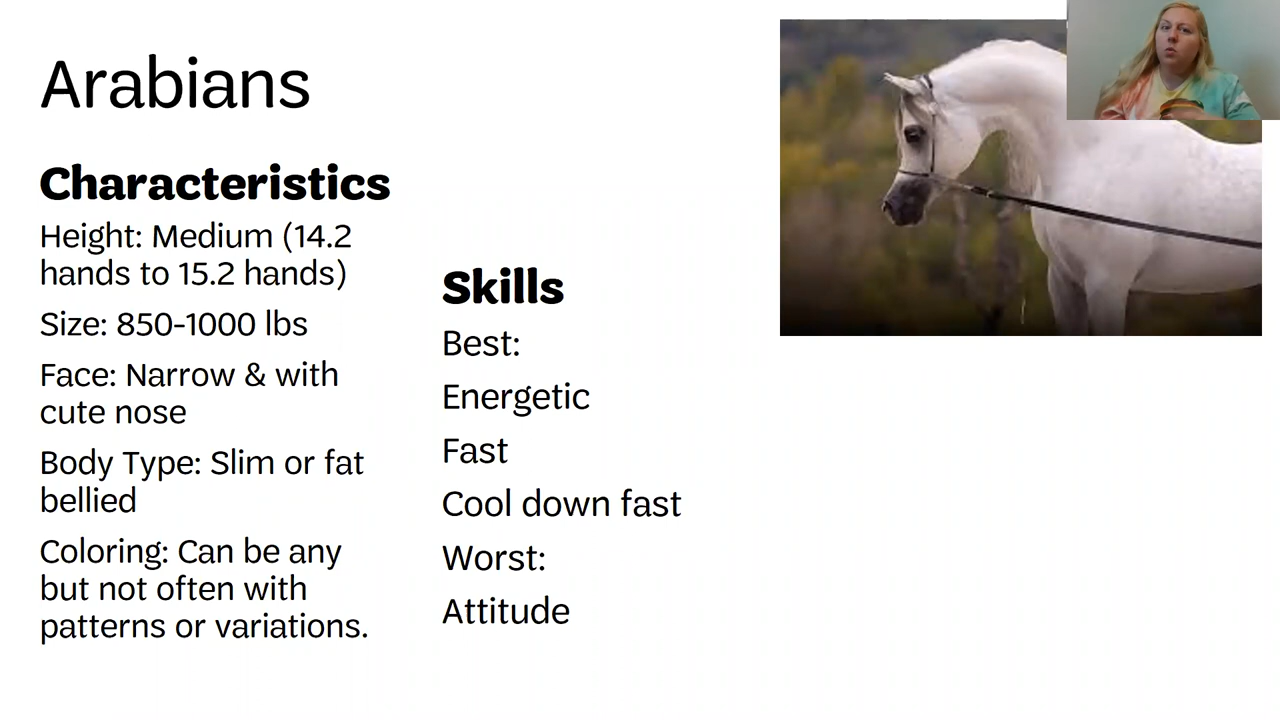 Arabians
Characteristics
Height: Medium (14.2
hands to 15.2 hands)
Size: 850-1000 lbs
Face: Narrow & with
cute nose
Body Type: Slim or fat
bellied
Coloring: Can be any
but not often with
patterns or variations.
Skills
Best:
Energetic
Fast
Cool down fast
Worst:
Attitude